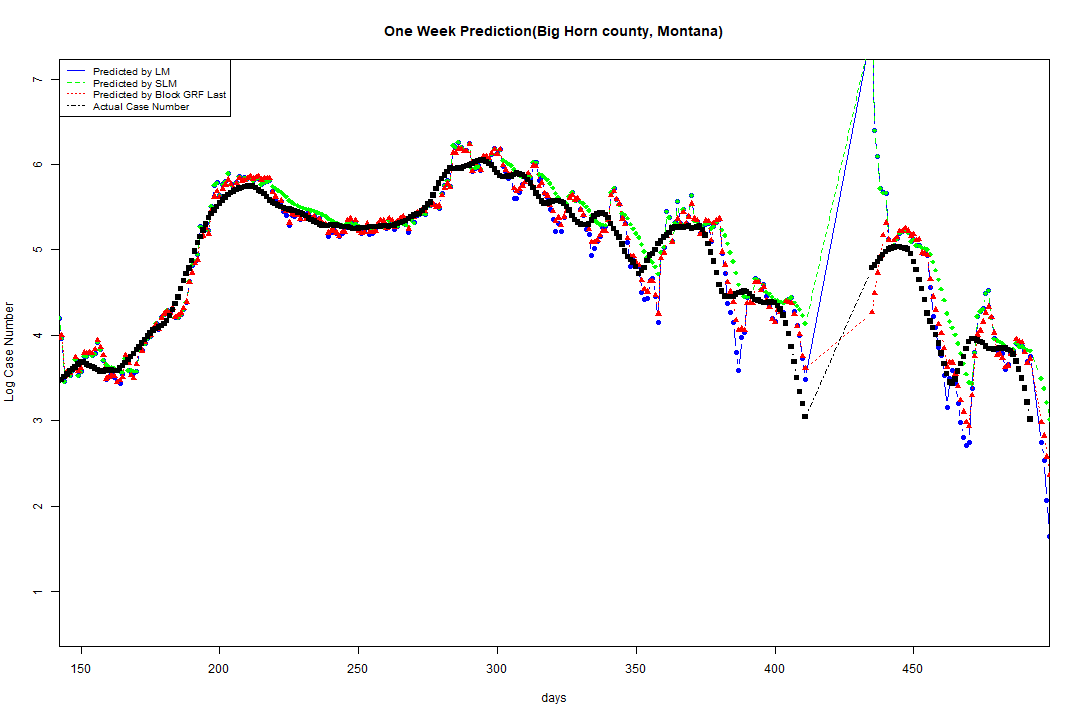 One Week Prediction(Big Horn county, Montana)
Predicted by LM
Predicted by SLM
Predicted by Block GRF Last
Actual Case Number
7
6
5
4
3
2
1
Log Case Number
150 200 250 300 350 400 450
days